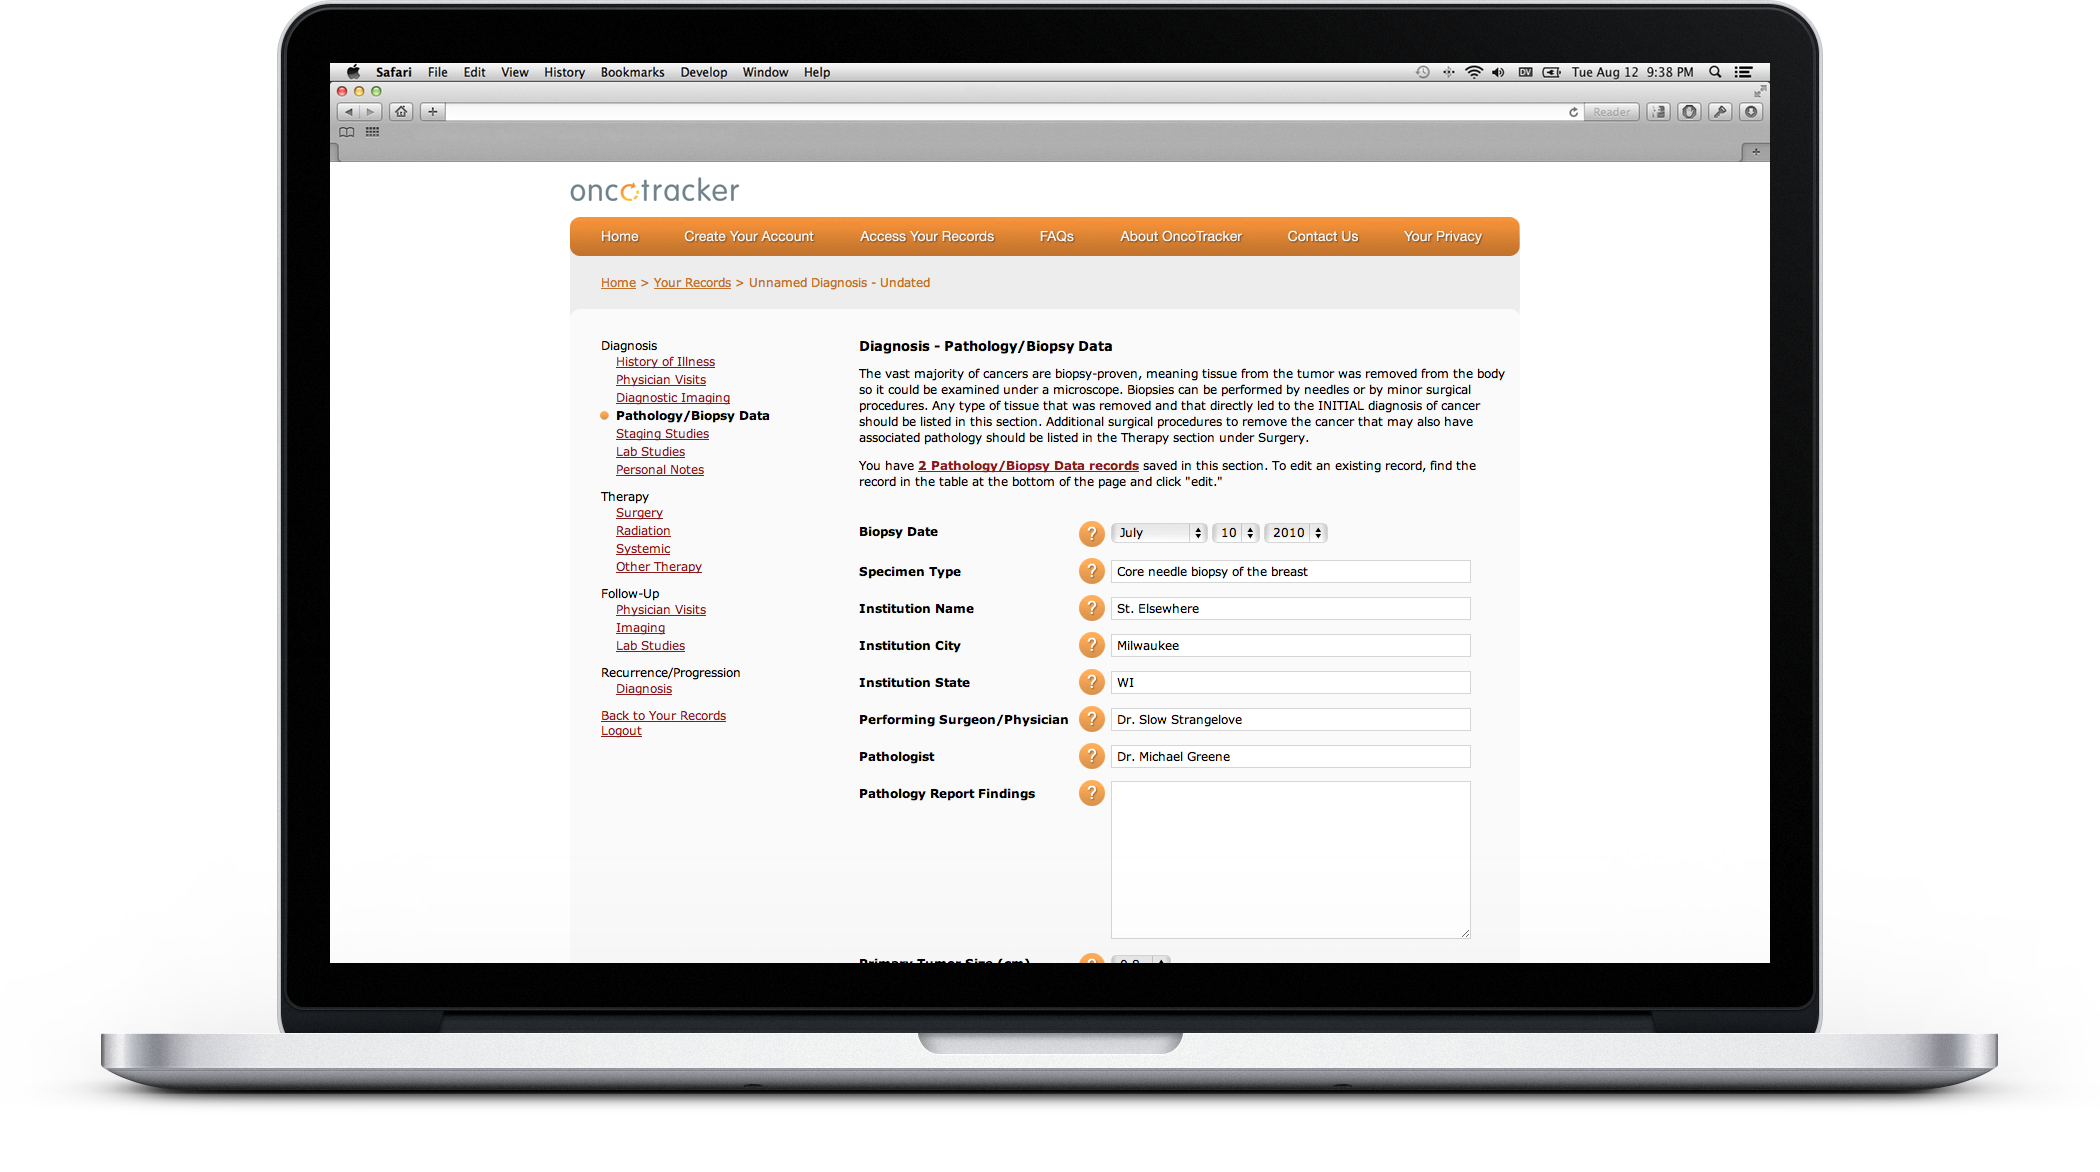 Safari File Edit View History Bookmarks Develop Window Help DV Tue Aug 12 9:38 PM
Reader
oncotracker
Home Create Your Account Access Your Records FAQs About OncoTracker Contact Us Your Privacy
Home > Your Records > Unnamed Diagnosis - Undated
Diagnosis
History of Illness
Physician Visits
Diagnostic Imaging
Pathology/Biopsy Data
Staging Studies
Lab Studies
Personal Notes
Therapy
Surgery
Radiation
Systemic
Other Therapy
Follow-Up
Physician Visits
Imaging
Lab Studies
Recurrence/Progression
Diagnosis
Back to Your Records
Logout
Diagnosis - Pathology/Biopsy Data
The vast majority of cancers are biopsy-proven, meaning tissue from the tumor was removed from the body
so it could be examined under a microscope. Biopsies can be performed by needles or by minor surgical
procedures. Any type of tissue that was removed and that directly led to the INITIAL diagnosis of cancer
should be listed in this section. Additional surgical procedures to remove the cancer that may also have
associated pathology should be listed in the Therapy section under Surgery.
You have 2 Pathology/Biopsy Data records saved in this section. To edit an existing record, find the
record in the table at the bottom of the page and click "edit."
Biopsy Date ? July 10 2010
Specimen Type ? Core needle biopsy of the breast
Institution Name ? St. Elsewhere
Institution City ? Milwaukee
Institution State ? WI
Performing Surgeon/Physician ? Dr. Slow Strangelove
Pathologist ? Dr. Michael Greene
Pathology Report Findings ?
Primary Tumor Size (cm)